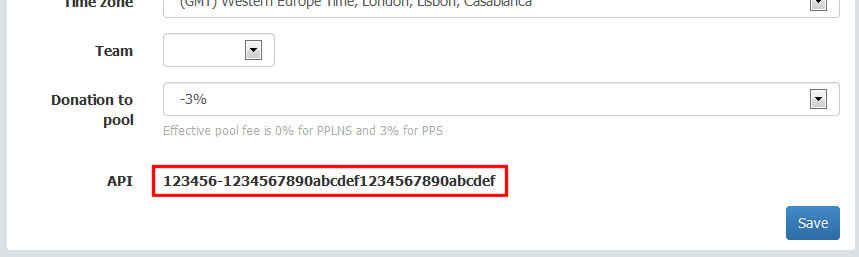 Time zone
(GMT) Western Europe Time, London, Lisbon, Casablanca
Team
Donation to pool
-3%
Effective pool fee is 0% for PPLNS and 3% for PPS
API
123456-1234567890abcdef1234567890abcdef
Save